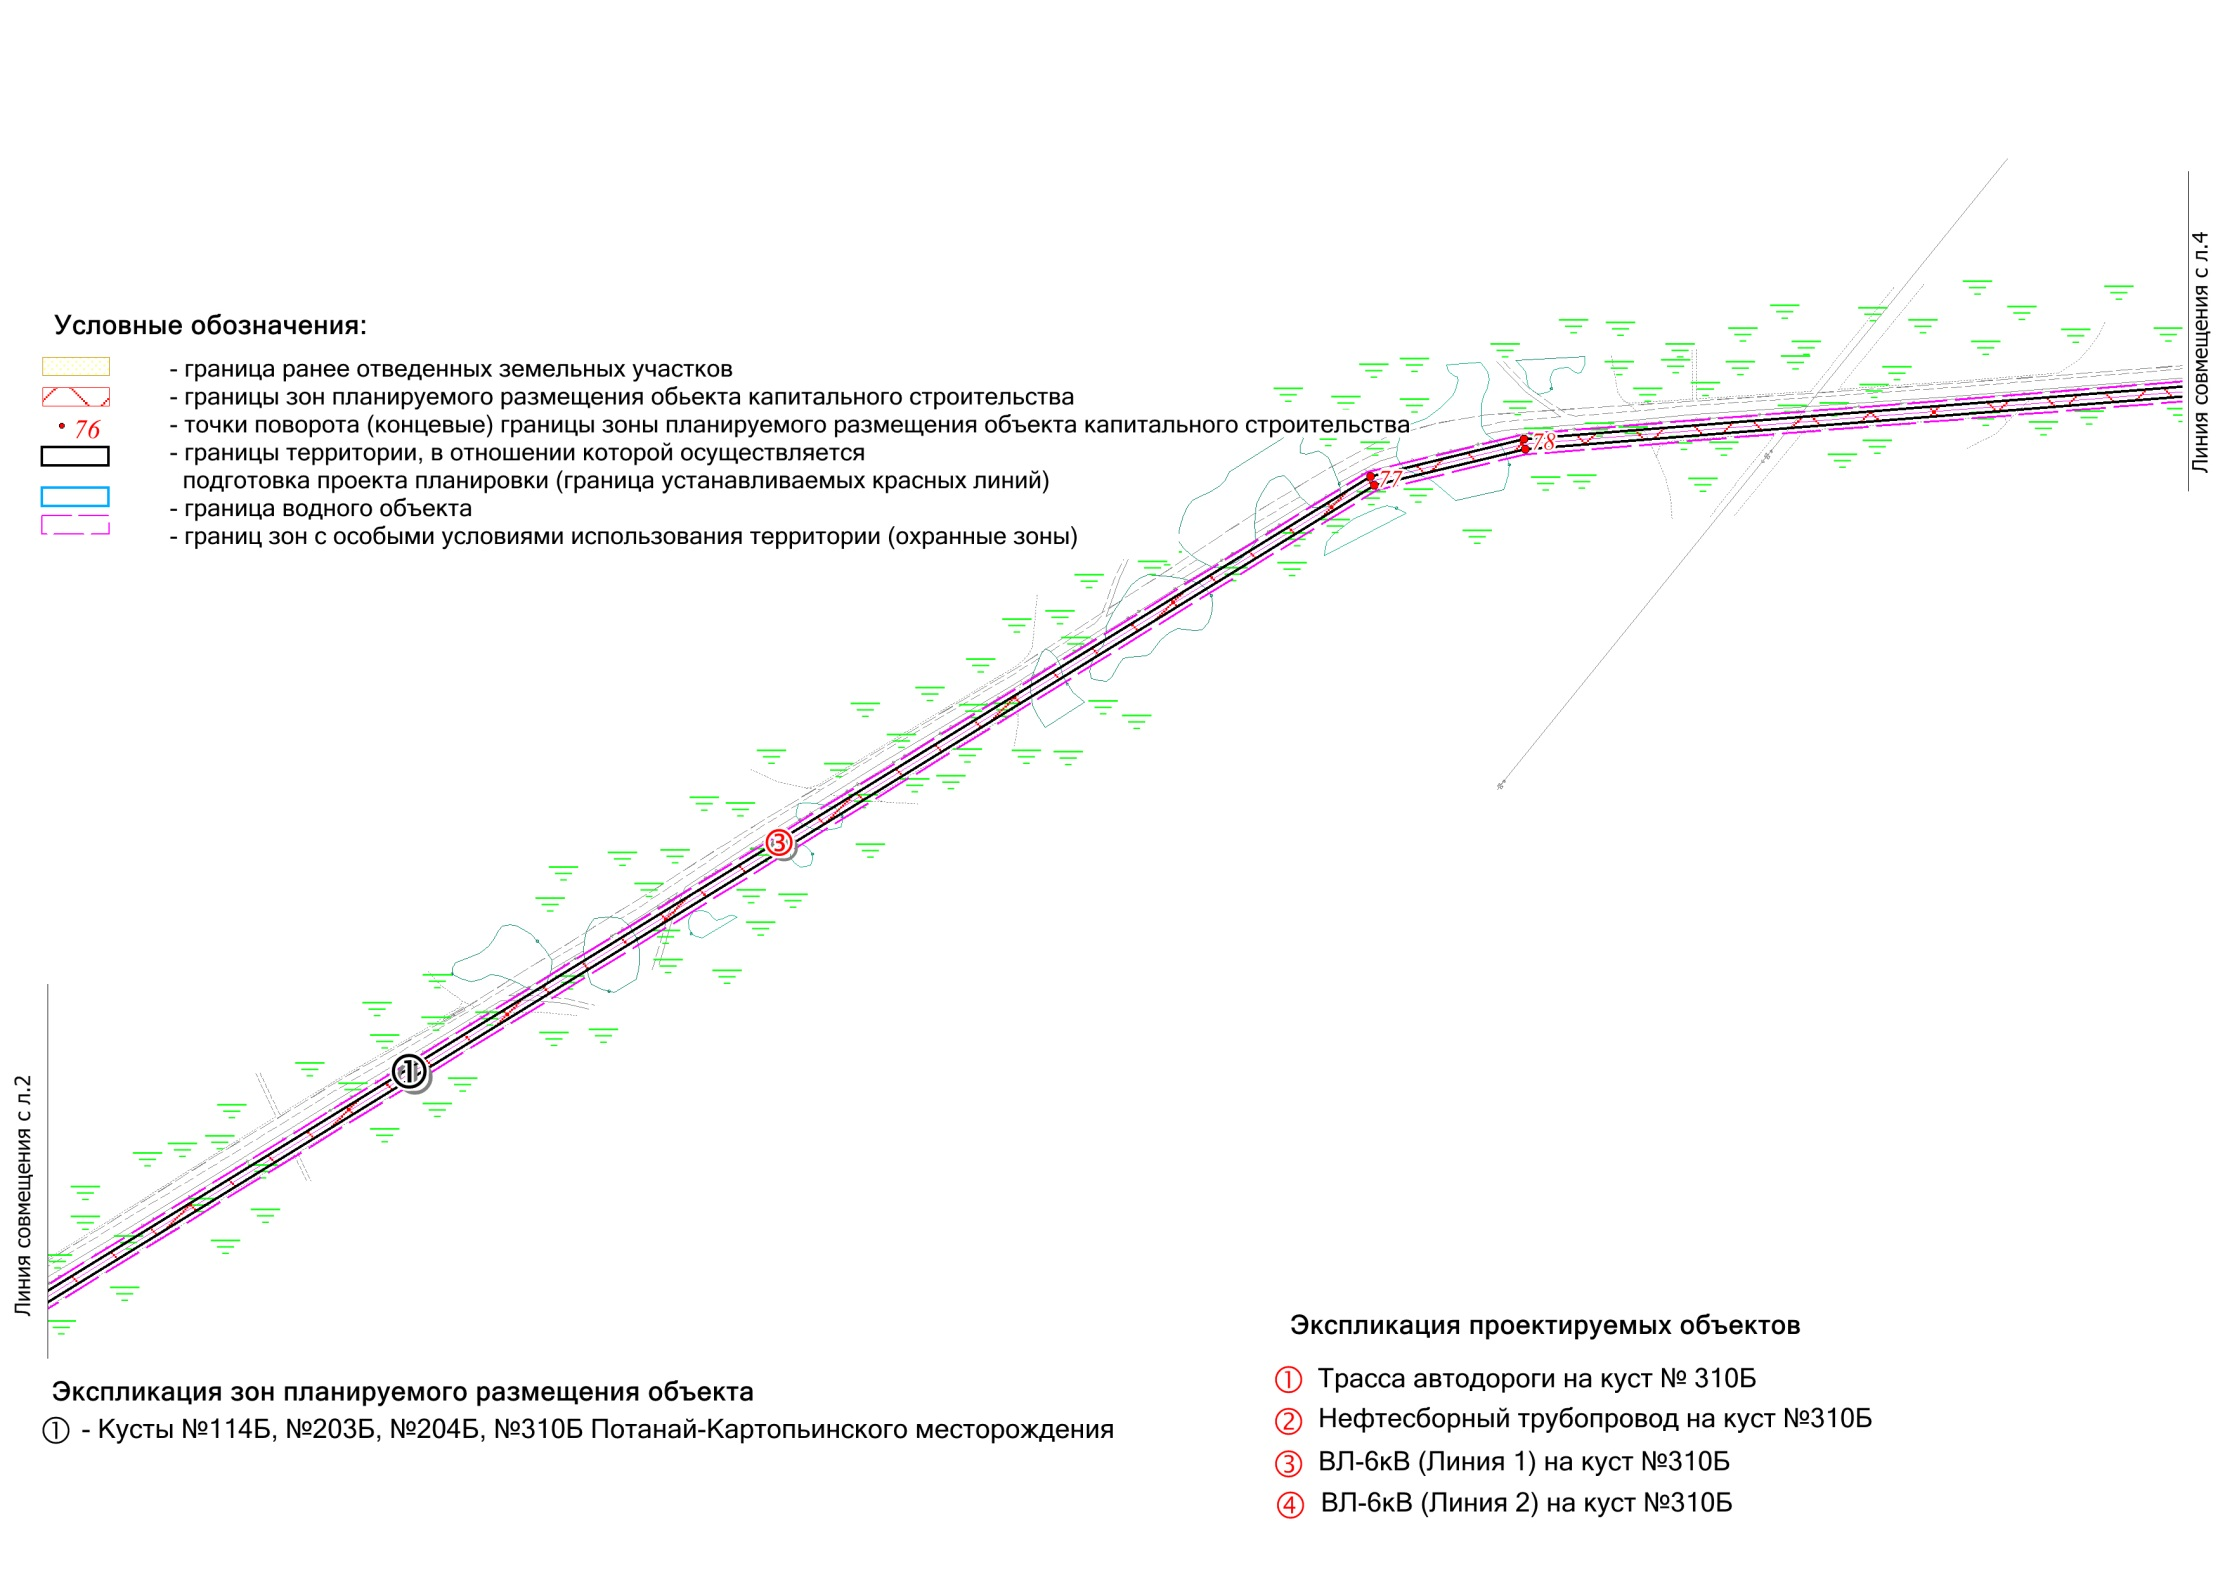 Линия совмещения с л.4
Условные обозначения:
- граница ранее отведенных земельных участков
- границы зон планируемого размещения обьекта капитального строительства
76 - точки поворота (концевые) границы зоны планируемого размещения объекта капитального строительства
- границы территории, в отношении которой осуществляется
подготовка проекта планировки (граница устанавливаемых красных линий)
- граница водного объекта
- границ зон с особыми условиями использования территории (охранные зоны)
78
77
3
1
Линия совмещения с л.2
Экспликация зон планируемого размещения объекта
1 - Кусты №114Б, №203Б, №204Б, №310Б Потанай-Картопьинского месторождения
Экспликация проектируемых объектов
1 Трасса автодороги на куст № 310Б
2 Нефтесборный трубопровод на куст №310Б
3 ВЛ-6кВ (Линия 1) на куст №310Б
4 ВЛ-6кВ (Линия 2) на куст №310Б